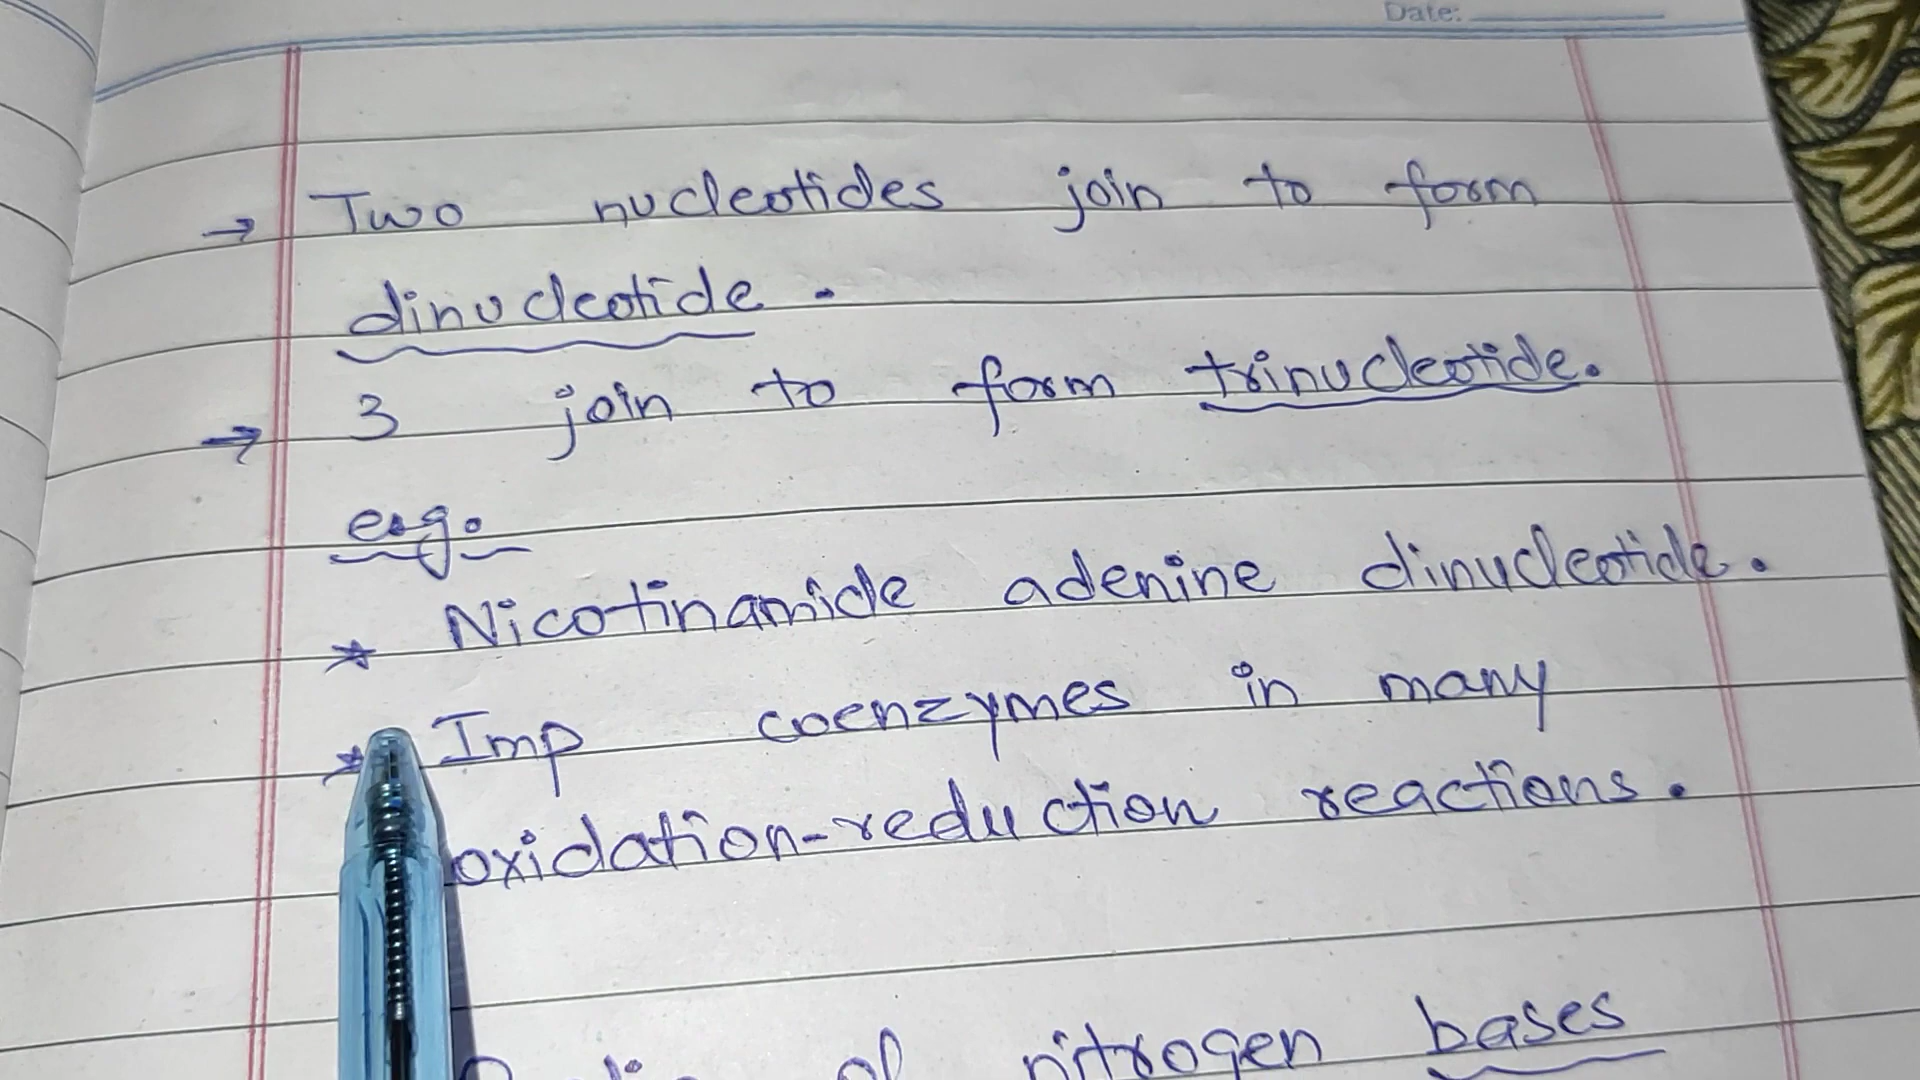 Date:
→ Two nucleotides join to form
dinucleotide.
→ 3 join to form trinucleotide.
e.g.
* Nicotinamide adenine dinucleotide.
* Imp coenzymes in many
oxidation-reduction reactions.
of nitrogen bases